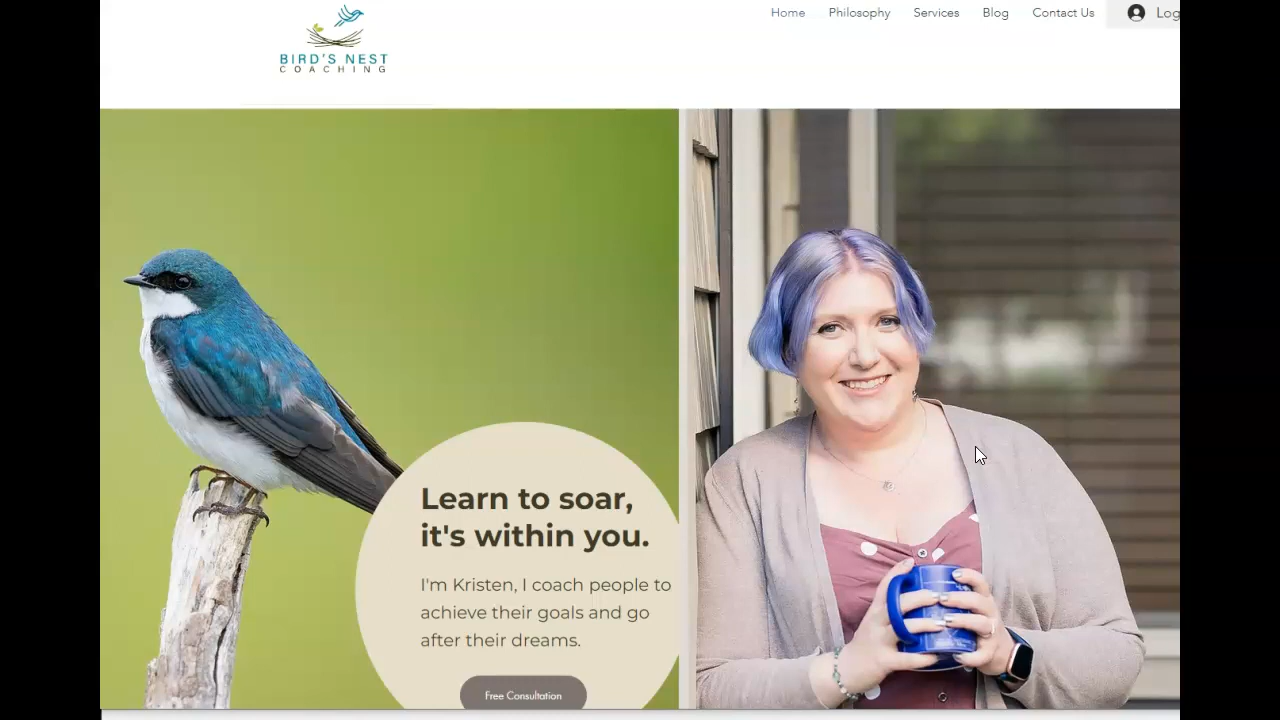 BIRD'S NEST
COACHING
Home Philosophy Services Blog Contact Us Log
Learn to soar,
it's within you.
I'm Kristen, I coach people to
achieve their goals and go
after their dreams.
Free Consultation